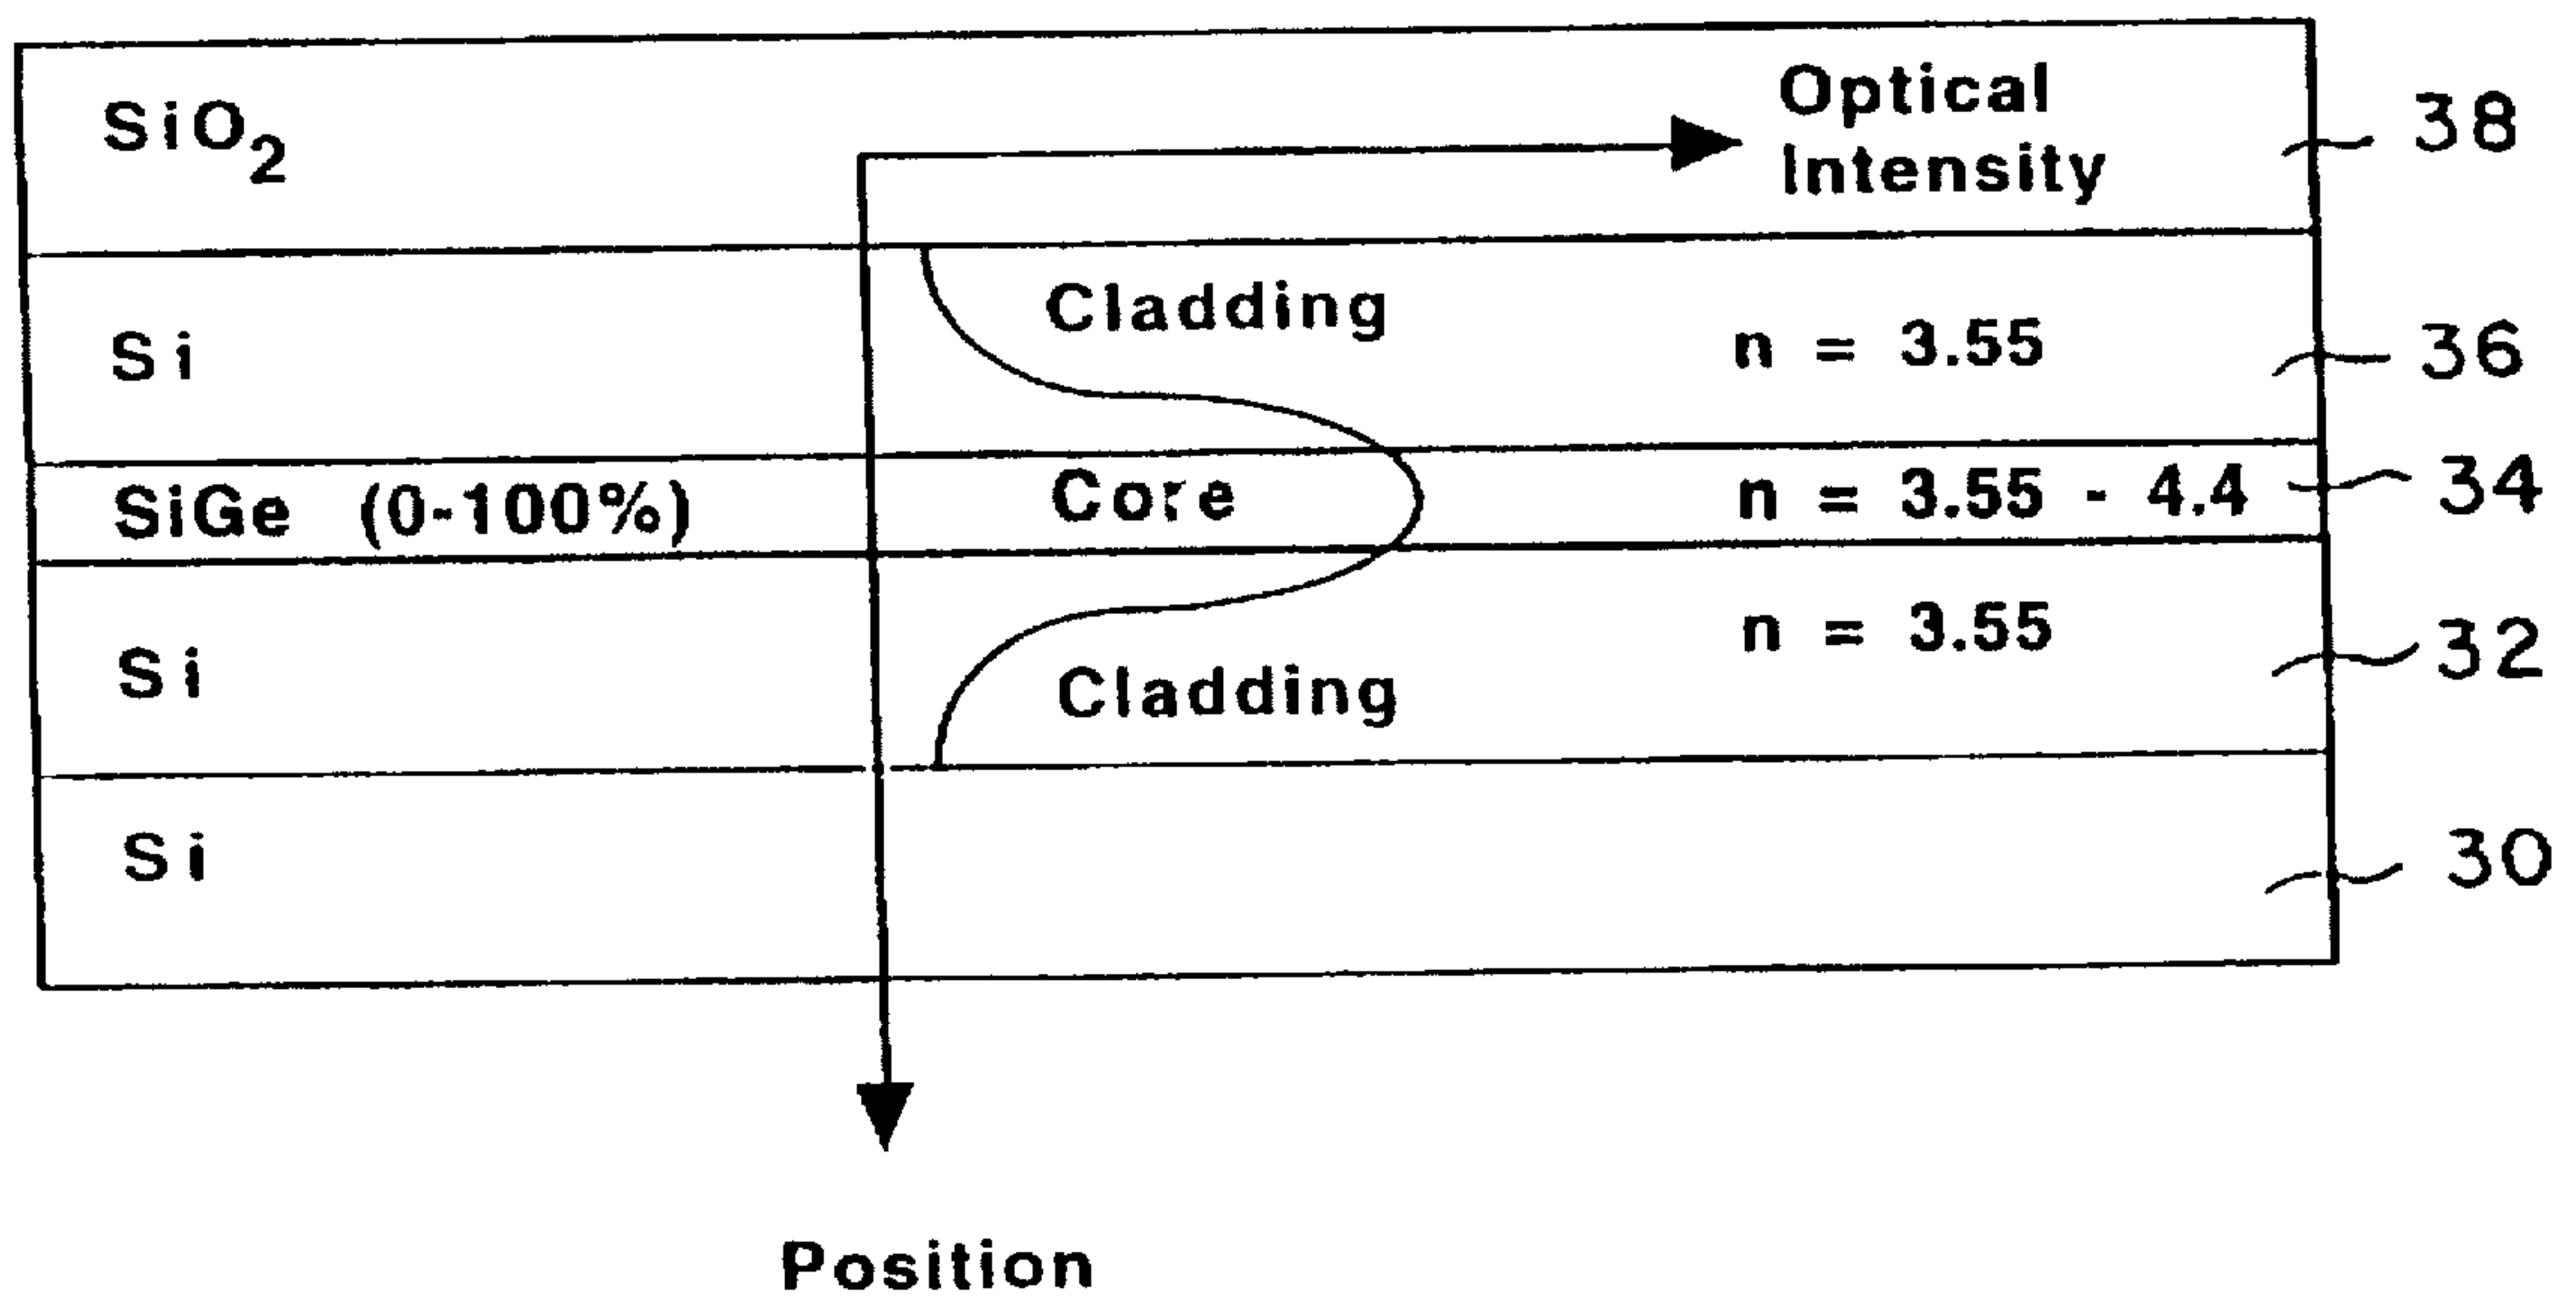 SiO2
Optical
Intensity
38
Si
Cladding
n = 3.55
36
SiGe (0-100%)
Core
n = 3.55 - 4.4
34
Si
Cladding
n = 3.55
32
Si
30
Position